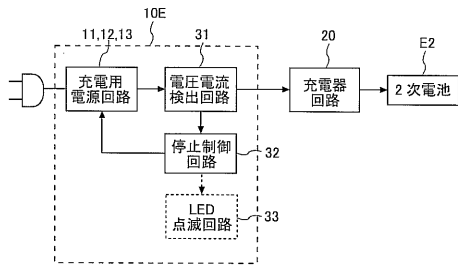 10E
11,12,13
31
20
E2
充電用
電源回路
電圧電流
検出回路
充電器
回路
2次電池
停止制御
回路
32
LED
点滅回路
33